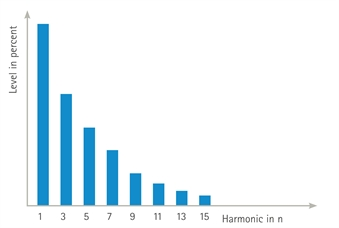 Level in percent
1 3 5 7 9 11 13 15
Harmonic in n